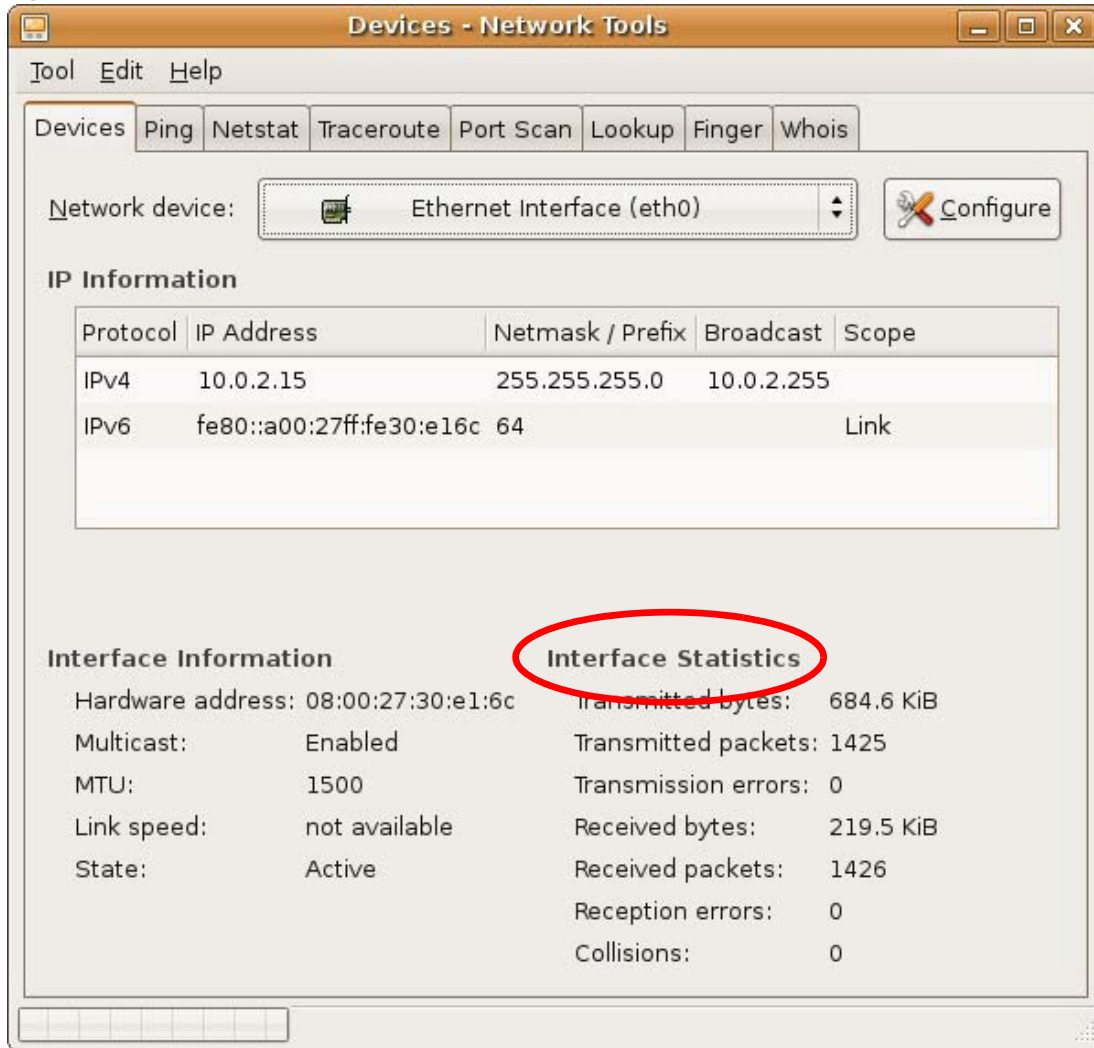 Devices - Network Tools
Tool Edit Help
Devices Ping Netstat Traceroute Port Scan Lookup Finger Whois
Network device: Ethernet Interface (eth0) Configure
IP Information
Protocol IP Address Netmask / Prefix Broadcast Scope
IPv4 10.0.2.15 255.255.255.0 10.0.2.255
IPv6 fe80::a00:27ff:fe30:e16c 64 Link
Interface Information
Hardware address: 08:00:27:30:e1:6c
Multicast: Enabled
MTU: 1500
Link speed: not available
State: Active
Interface Statistics
Transmitted bytes: 684.6 KiB
Transmitted packets: 1425
Transmission errors: 0
Received bytes: 219.5 KiB
Received packets: 1426
Reception errors: 0
Collisions: 0